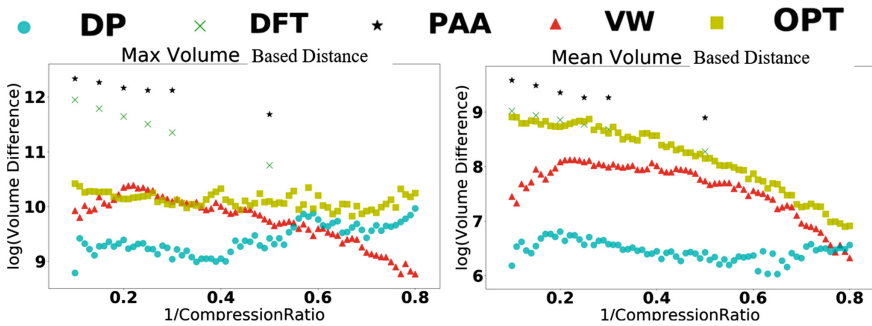 DP DFT PAA VW OPT
Max Volume Based Distance
log(Volume Difference)
12
11
10
9
0.2 0.4 0.6 0.8
1/CompressionRatio
Mean Volume Based Distance
log(Volume Difference)
9
8
7
6
0.2 0.4 0.6 0.8
1/CompressionRatio